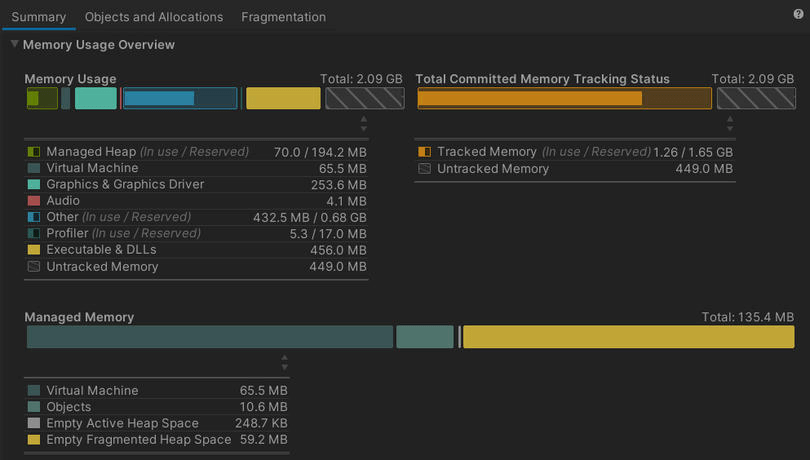 Summary Objects and Allocations Fragmentation
Memory Usage Overview
Memory Usage Total: 2.09 GB
Managed Heap (In use / Reserved) 70.0 / 194.2 MB
Virtual Machine 65.5 MB
Graphics & Graphics Driver 253.6 MB
Audio 4.1 MB
Other (In use / Reserved) 432.5 MB / 0.68 GB
Profiler (In use / Reserved) 5.3 / 17.0 MB
Executable & DLLs 456.0 MB
Untracked Memory 449.0 MB
Total Committed Memory Tracking Status Total: 2.09 GB
Tracked Memory (In use / Reserved) 1.26 / 1.65 GB
Untracked Memory 449.0 MB
Managed Memory Total: 135.4 MB
Virtual Machine 65.5 MB
Objects 10.6 MB
Empty Active Heap Space 248.7 KB
Empty Fragmented Heap Space 59.2 MB